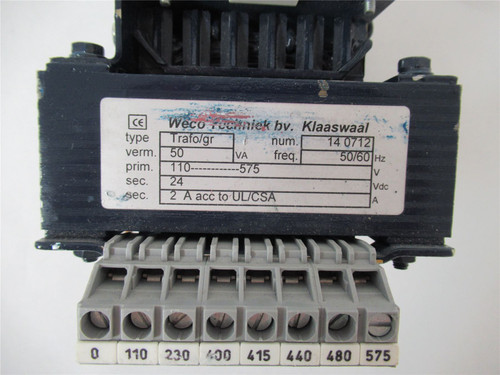 CE Weco Techniek bv. Klaaswaal
type Trafo/gr num. 14 0712
verm. 50 VA freq. 50/60 Hz
prim. 110------------575 V
sec. 24 Vdc
sec. 2 A acc to UL/CSA A
0 110 230 400 415 440 480 575